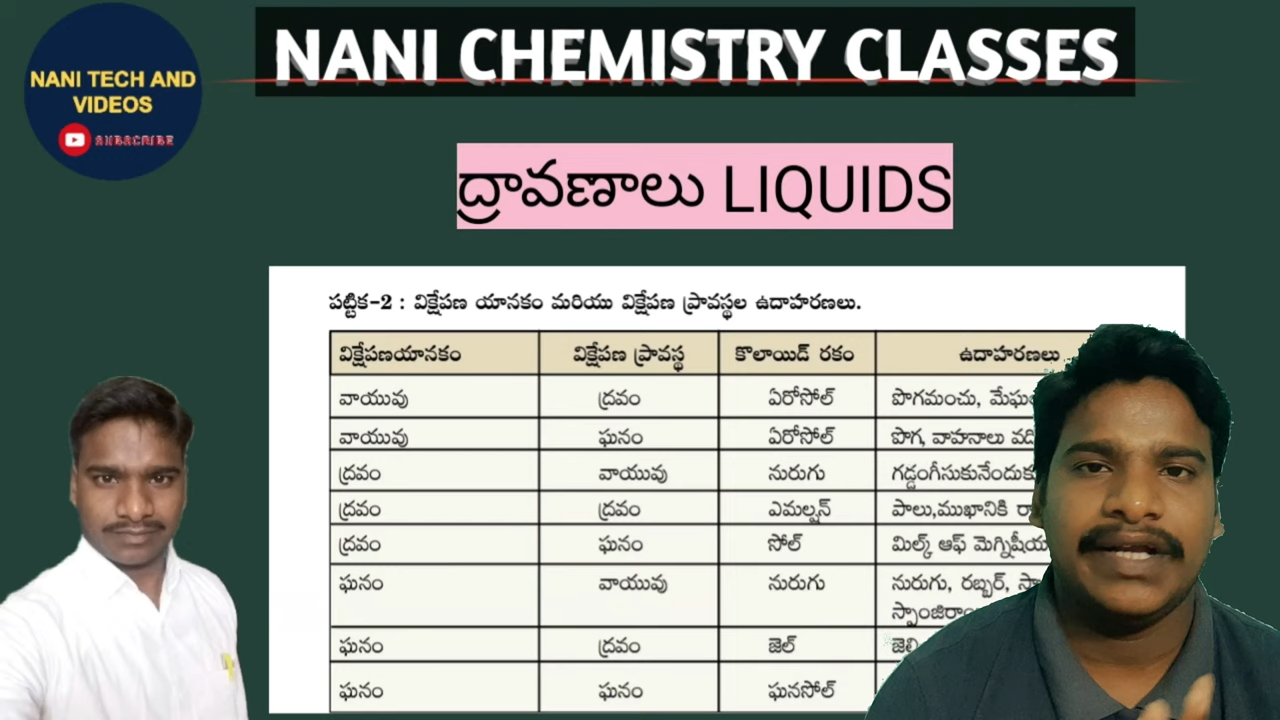 NANI CHEMISTRY CLASSES
NANI TECH AND
VIDEOS
SUBSCRIBE
ద్రావణాలు LIQUIDS
పట్టిక-2 : విక్షేపణ యానకం మరియు విక్షేపణ ప్రావస్థల ఉదాహరణలు.
విక్షేపణయానకం విక్షేపణ ప్రావస్థ కొలాయిడ్ రకం ఉదాహరణలు
వాయువు ద్రవం ఏరోసోల్ పొగమంచు,
వాయువు ఘనం ఏరోసోల్ పొగ, వాహనాలు
ద్రవం వాయువు నురుగు
ద్రవం ద్రవం ఎమల్షన్ పాలు,ముఖానికి
ద్రవం ఘనం సోల్ మిల్క్ ఆఫ్
ఘనం వాయువు నురుగు నురుగు, రబ్బర్,
ఘనం ద్రవం జెల్
ఘనం ఘనం ఘనసోల్